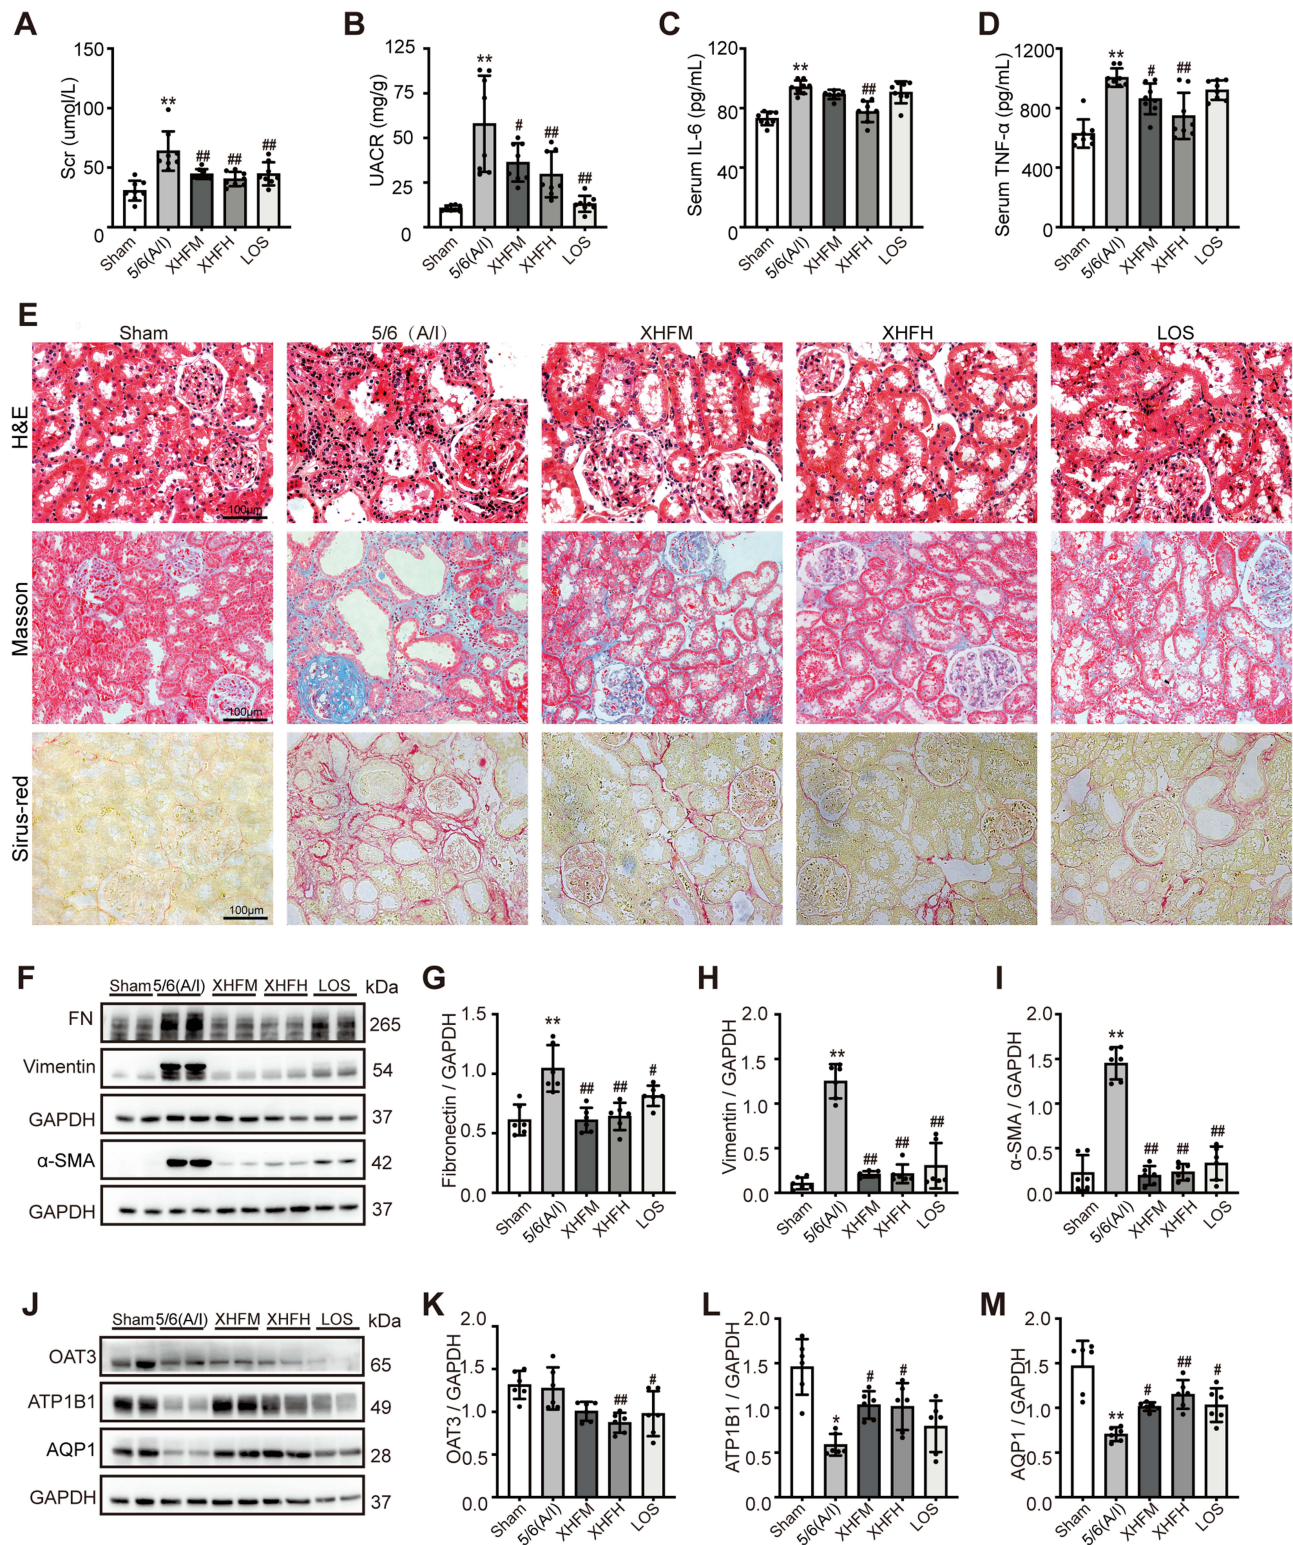 A
Scr (umol/L)
150
100
50
0
**
##
##
##
Sham
5/6(A/I)
XHFM
XHFH
LOS
B
UACR (mg/g)
125
75
50
25
0
**
#
##
##
Sham
5/6(A/I)
XHFM
XHFH
LOS
C
Serum IL-6 (pg/mL)
120
80
40
0
**
##
Sham
5/6(A/I)
XHFM
XHFH
LOS
D
Serum TNF-α (pg/mL)
1200
800
400
0
**
#
##
Sham
5/6(A/I)
XHFM
XHFH
LOS
E
Sham
5/6（A/I）
XHFM
XHFH
LOS
H&E
100μm
Masson
100μm
Sirus-red
100μm
F
Sham 5/6(A/I) XHFM XHFH LOS kDa
FN 265
Vimentin 54
GAPDH 37
α-SMA 42
GAPDH 37
G
Fibronectin / GAPDH
1.5
1.0
0.5
0.0
**
##
##
#
Sham
5/6(A/I)
XHFM
XHFH
LOS
H
Vimentin / GAPDH
2.0
1.5
1.0
0.5
0.0
**
##
##
##
Sham
5/6(A/I)
XHFM
XHFH
LOS
I
α-SMA / GAPDH
2.0
1.5
1.0
0.5
0.0
**
##
##
##
Sham
5/6(A/I)
XHFM
XHFH
LOS
J
Sham 5/6(A/I) XHFM XHFH LOS kDa
OAT3 65
ATP1B1 49
AQP1 28
GAPDH 37
K
OAT3 / GAPDH
2.0
1.5
1.0
0.5
0.0
##
#
Sham
5/6(A/I)
XHFM
XHFH
LOS
L
ATP1B1 / GAPDH
2.0
1.5
1.0
0.5
0.0
*
#
#
Sham
5/6(A/I)
XHFM
XHFH
LOS
M
AQP1 / GAPDH
2.0
1.5
1.0
0.5
0.0
**
#
##
#
Sham
5/6(A/I)
XHFM
XHFH
LOS